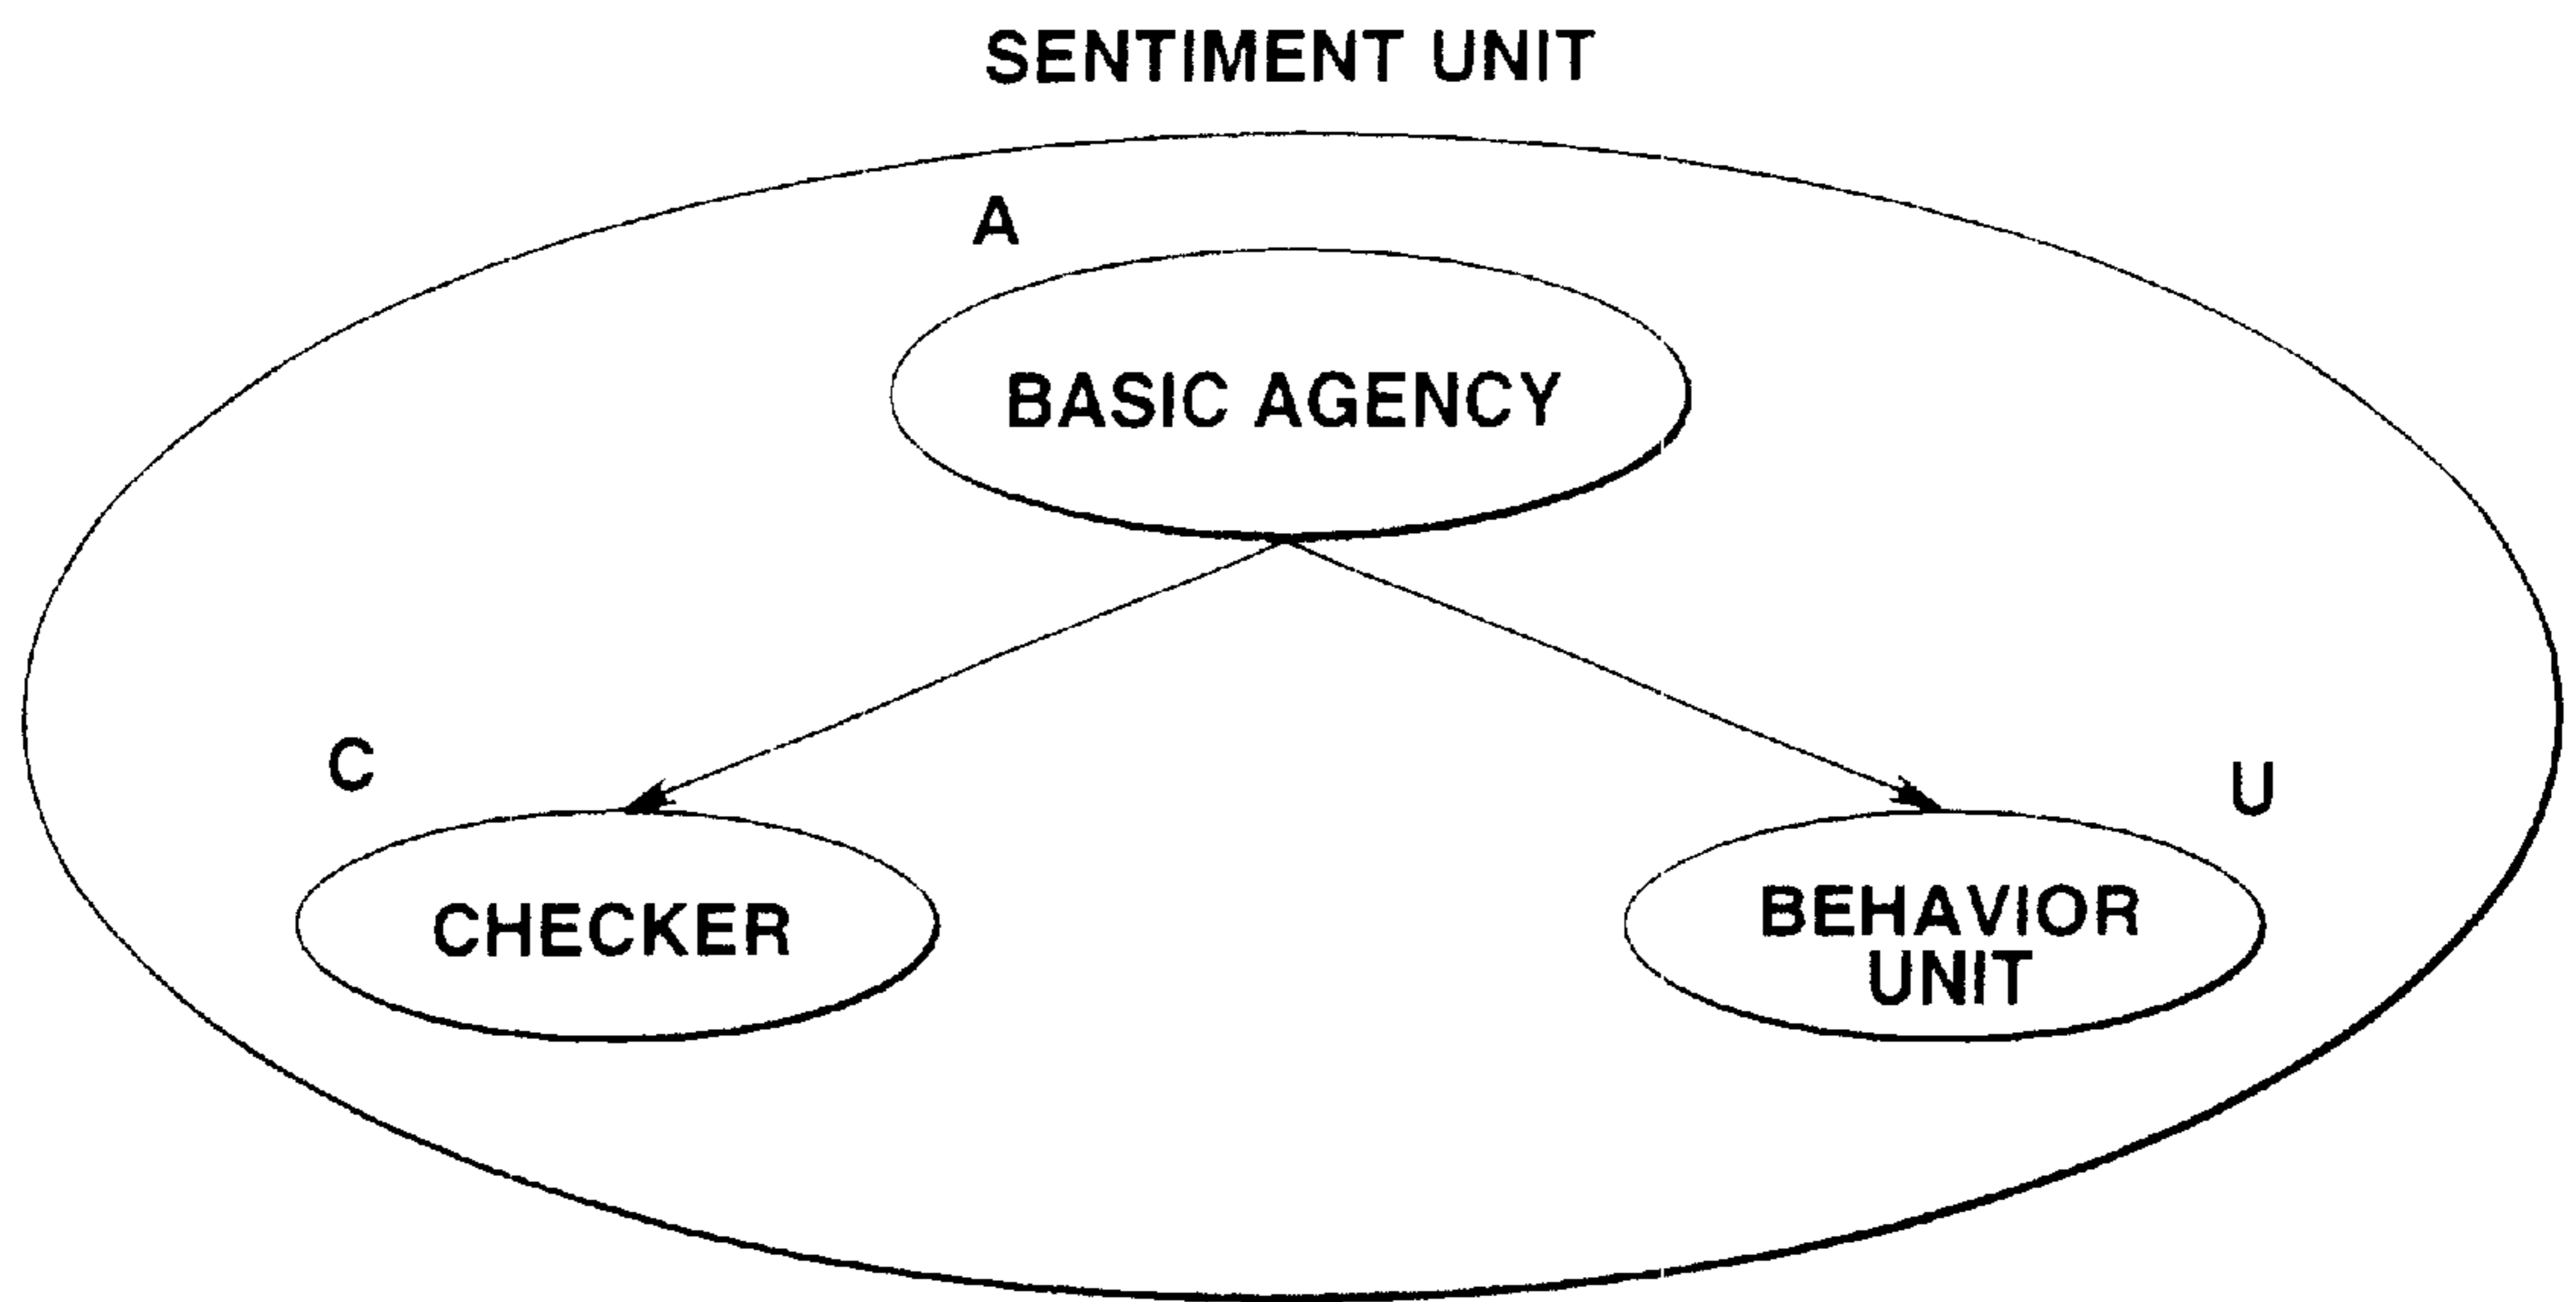 SENTIMENT UNIT
A
BASIC AGENCY
C
U
CHECKER
BEHAVIOR
UNIT